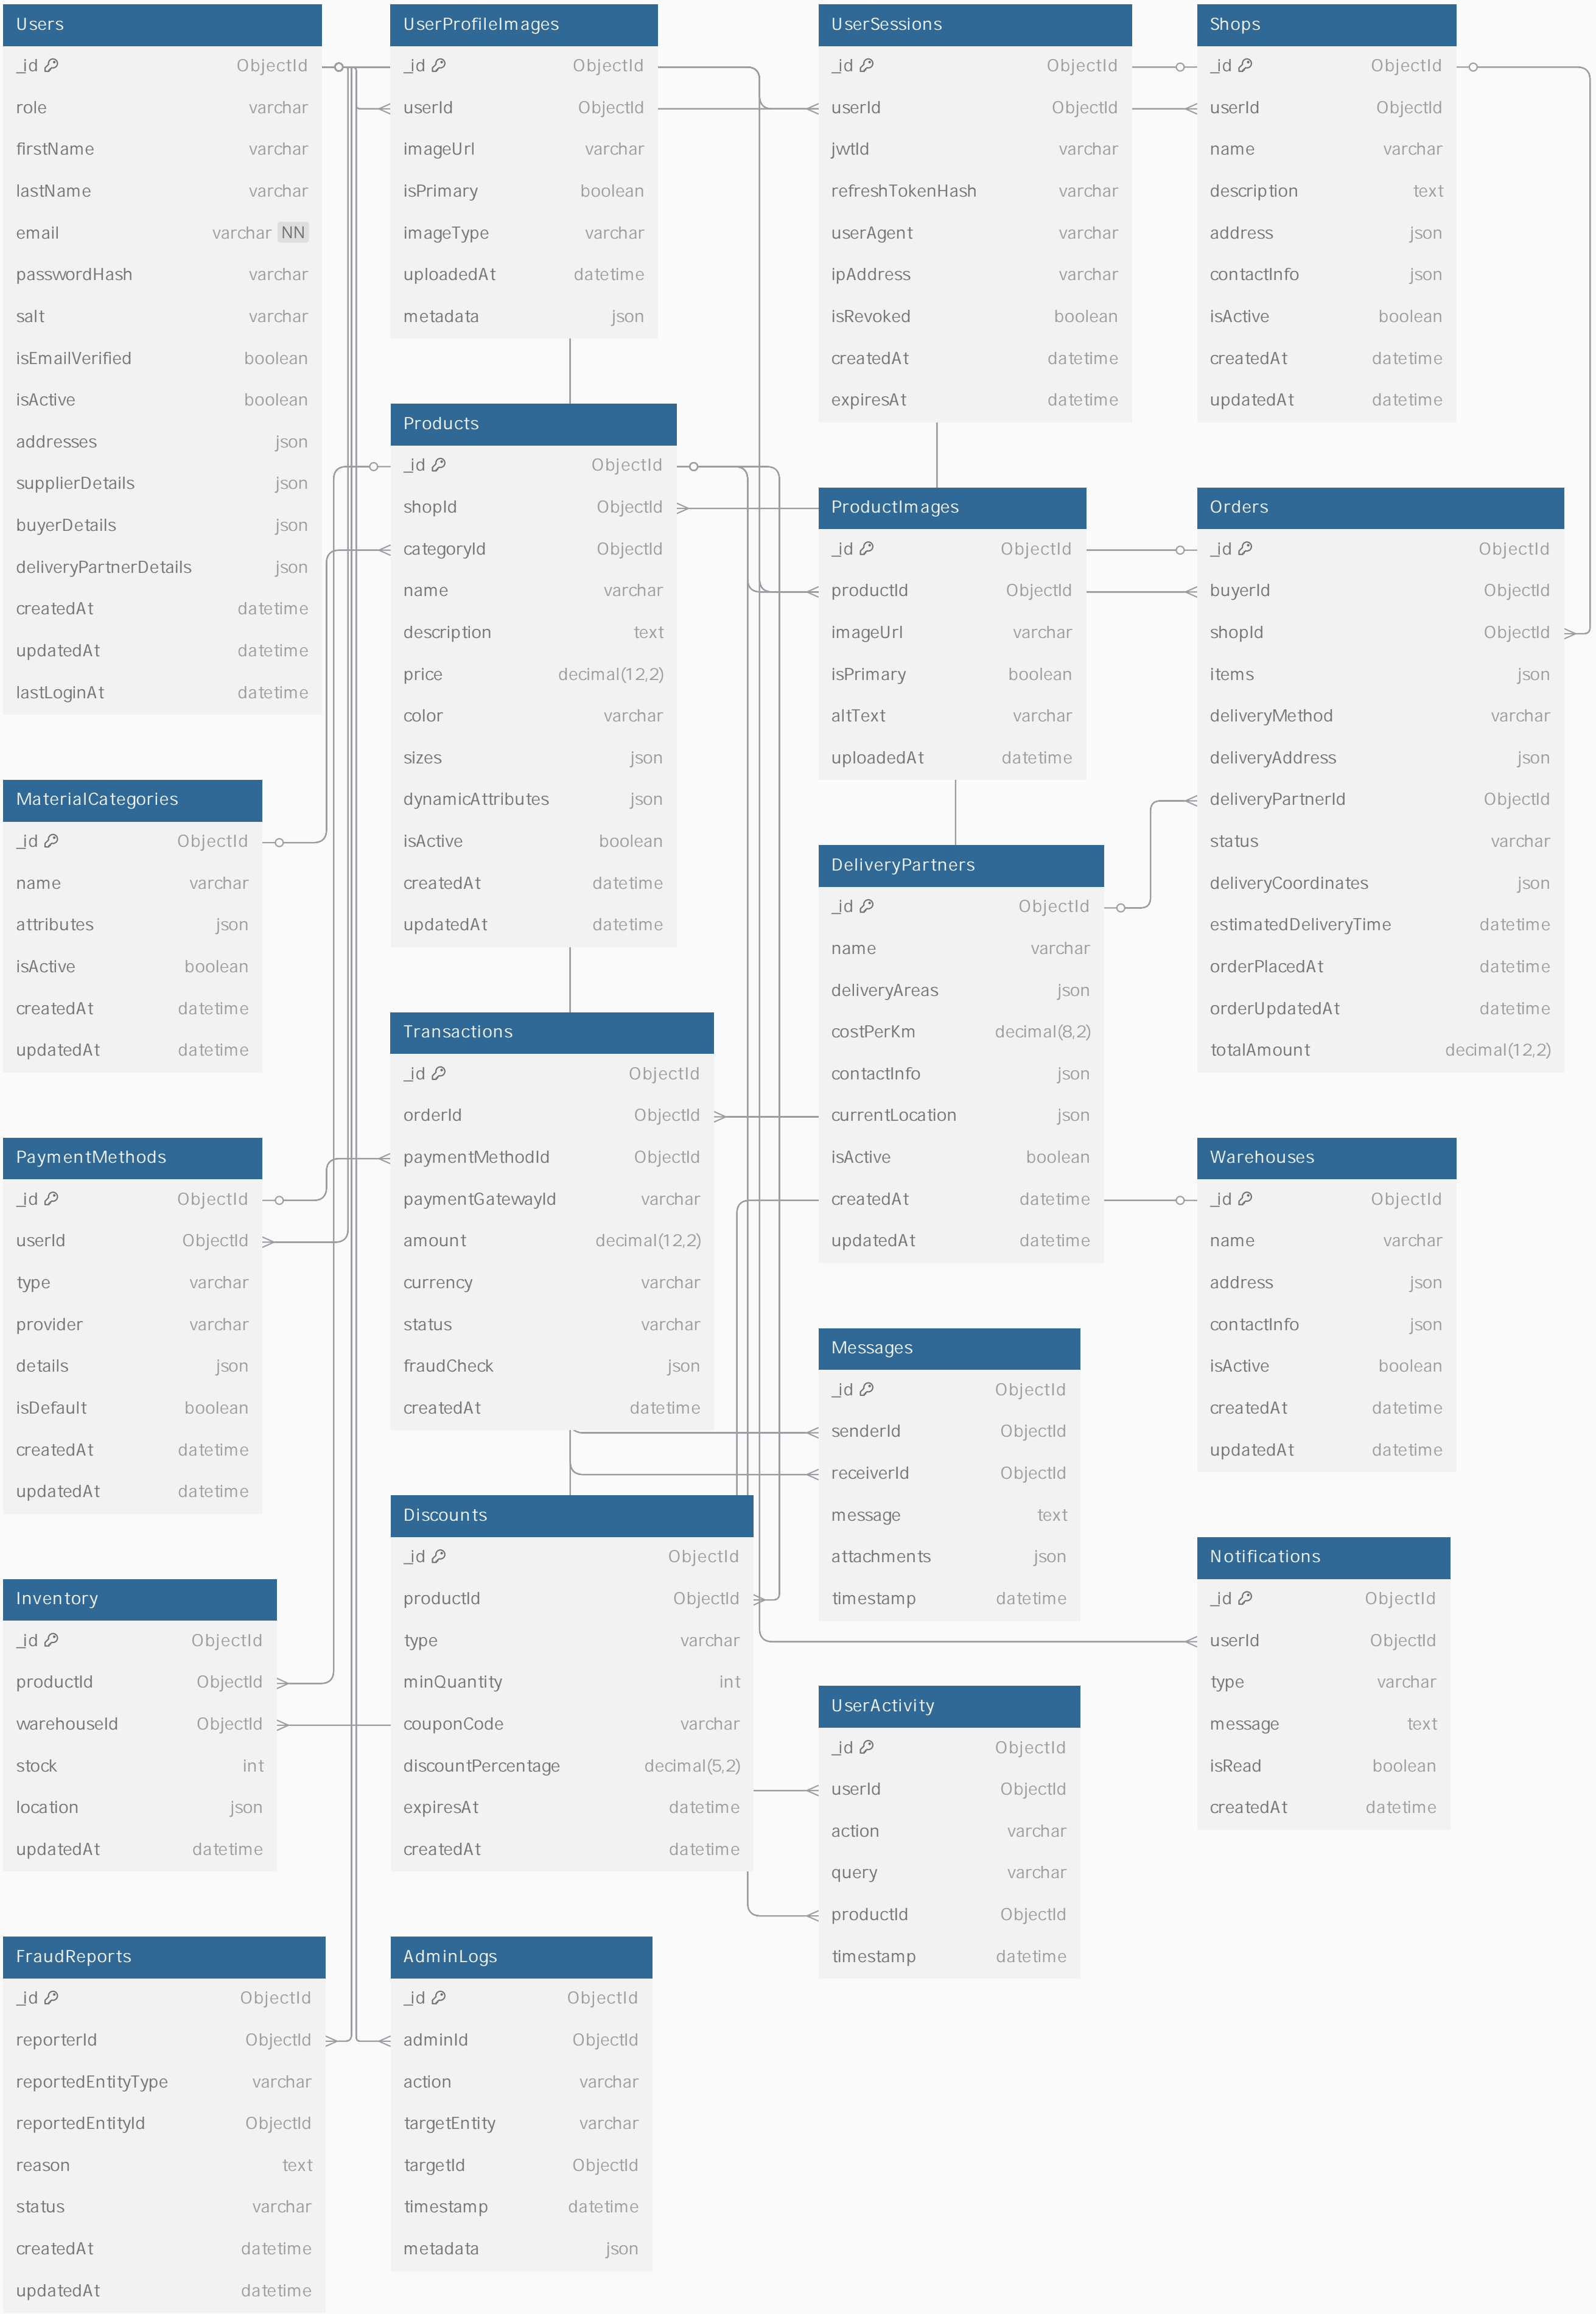 Users
_id ObjectId
role varchar
firstName varchar
lastName varchar
email varchar NN
passwordHash varchar
salt varchar
isEmailVerified boolean
isActive boolean
addresses json
supplierDetails json
buyerDetails json
deliveryPartnerDetails json
createdAt datetime
updatedAt datetime
lastLoginAt datetime
UserProfileImages
_id ObjectId
userId ObjectId
imageUrl varchar
isPrimary boolean
imageType varchar
uploadedAt datetime
metadata json
UserSessions
_id ObjectId
userId ObjectId
jwtId varchar
refreshTokenHash varchar
userAgent varchar
ipAddress varchar
isRevoked boolean
createdAt datetime
expiresAt datetime
Shops
_id ObjectId
userId ObjectId
name varchar
description text
address json
contactInfo json
isActive boolean
createdAt datetime
updatedAt datetime
Products
_id ObjectId
shopId ObjectId
categoryId ObjectId
name varchar
description text
price decimal(12,2)
color varchar
sizes json
dynamicAttributes json
isActive boolean
createdAt datetime
updatedAt datetime
ProductImages
_id ObjectId
productId ObjectId
imageUrl varchar
isPrimary boolean
altText varchar
uploadedAt datetime
Orders
_id ObjectId
buyerId ObjectId
shopId ObjectId
items json
deliveryMethod varchar
deliveryAddress json
deliveryPartnerId ObjectId
status varchar
deliveryCoordinates json
estimatedDeliveryTime datetime
orderPlacedAt datetime
orderUpdatedAt datetime
totalAmount decimal(12,2)
MaterialCategories
_id ObjectId
name varchar
attributes json
isActive boolean
createdAt datetime
updatedAt datetime
DeliveryPartners
_id ObjectId
name varchar
deliveryAreas json
costPerKm decimal(8,2)
contactInfo json
currentLocation json
isActive boolean
createdAt datetime
updatedAt datetime
Transactions
_id ObjectId
orderId ObjectId
paymentMethodId ObjectId
paymentGatewayId varchar
amount decimal(12,2)
currency varchar
status varchar
fraudCheck json
createdAt datetime
PaymentMethods
_id ObjectId
userId ObjectId
type varchar
provider varchar
details json
isDefault boolean
createdAt datetime
updatedAt datetime
Warehouses
_id ObjectId
name varchar
address json
contactInfo json
isActive boolean
createdAt datetime
updatedAt datetime
Messages
_id ObjectId
senderId ObjectId
receiverId ObjectId
message text
attachments json
timestamp datetime
Discounts
_id ObjectId
productId ObjectId
type varchar
minQuantity int
couponCode varchar
discountPercentage decimal(5,2)
expiresAt datetime
createdAt datetime
Notifications
_id ObjectId
userId ObjectId
type varchar
message text
isRead boolean
createdAt datetime
Inventory
_id ObjectId
productId ObjectId
warehouseId ObjectId
stock int
location json
updatedAt datetime
UserActivity
_id ObjectId
userId ObjectId
action varchar
query varchar
productId ObjectId
timestamp datetime
FraudReports
_id ObjectId
reporterId ObjectId
reportedEntityType varchar
reportedEntityId ObjectId
reason text
status varchar
createdAt datetime
updatedAt datetime
AdminLogs
_id ObjectId
adminId ObjectId
action varchar
targetEntity varchar
targetId ObjectId
timestamp datetime
metadata json